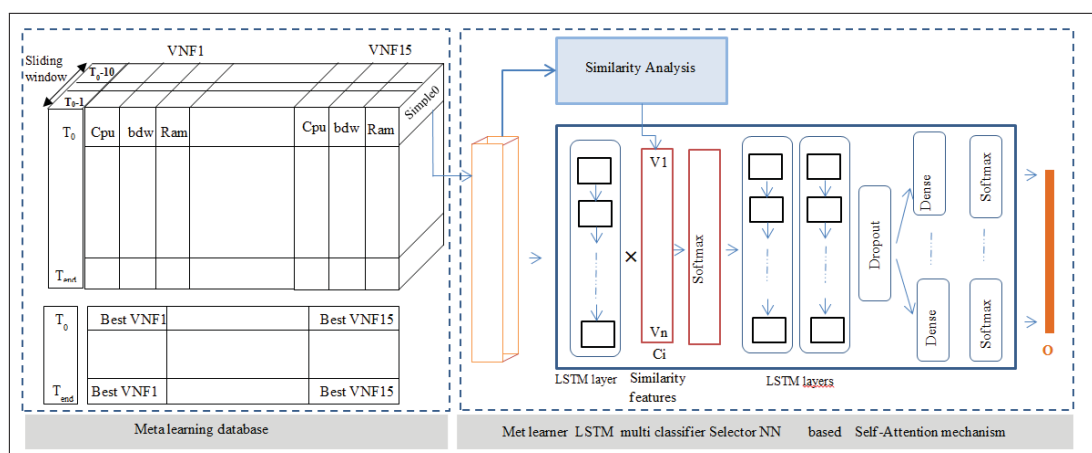 VNF1
VNF15
Sliding
window
T0-10
T0-1
Simple0
T0
Cpu
bdw
Ram
Cpu
bdw
Ram
Tend
T0
Best VNF1
Best VNF15
Tend
Best VNF1
Best VNF15
Meta learning database
Similarity Analysis
V1
Vn
Ci
×
Softmax
Dropout
Dense
Softmax
Dense
Softmax
O
LSTM layer
Similarity
features
LSTM layers
Met learner LSTM multi classifier Selector NN based Self-Attention mechanism